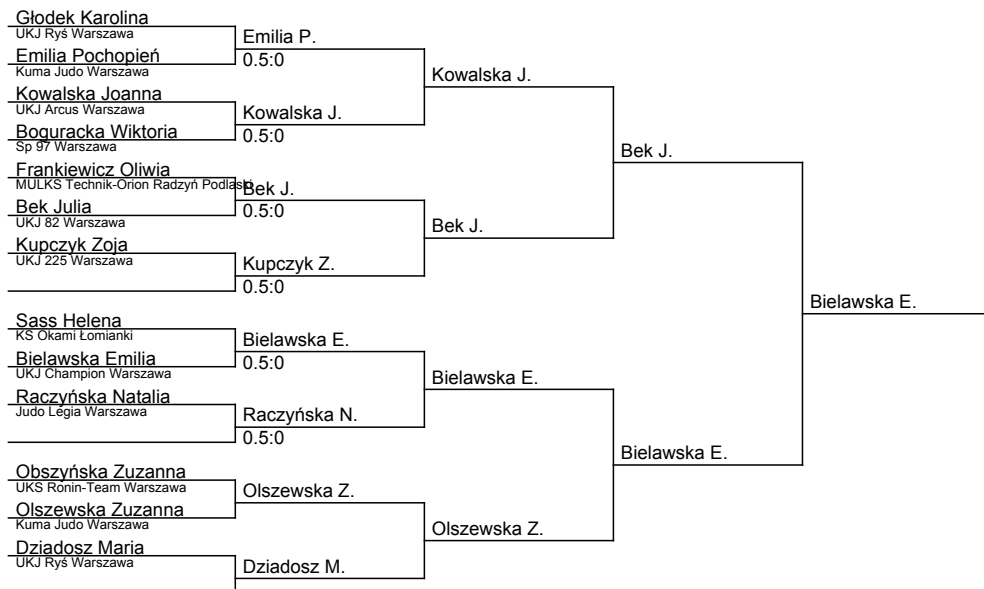 Głodek Karolina
UKJ Ryś Warszawa
Emilia P.
0.5:0
Emilia Pochopień
Kuma Judo Warszawa
Kowalska J.
Kowalska Joanna
UKJ Arcus Warszawa
Kowalska J.
0.5:0
Boguracka Wiktoria
Sp 97 Warszawa
Bek J.
Frankiewicz Oliwia
MULKS Technik-Orion Radzyń Podlaski
Bek J.
0.5:0
Bek Julia
UKJ 82 Warszawa
Bek J.
Kupczyk Zoja
UKJ 225 Warszawa
Kupczyk Z.
0.5:0
Bielawska E.
Sass Helena
KS Okami Łomianki
Bielawska E.
0.5:0
Bielawska Emilia
UKJ Champion Warszawa
Bielawska E.
Raczyńska Natalia
Judo Legia Warszawa
Raczyńska N.
0.5:0
Bielawska E.
Obszyńska Zuzanna
UKS Ronin-Team Warszawa
Olszewska Z.
Olszewska Zuzanna
Kuma Judo Warszawa
Olszewska Z.
Dziadosz Maria
UKJ Ryś Warszawa
Dziadosz M.